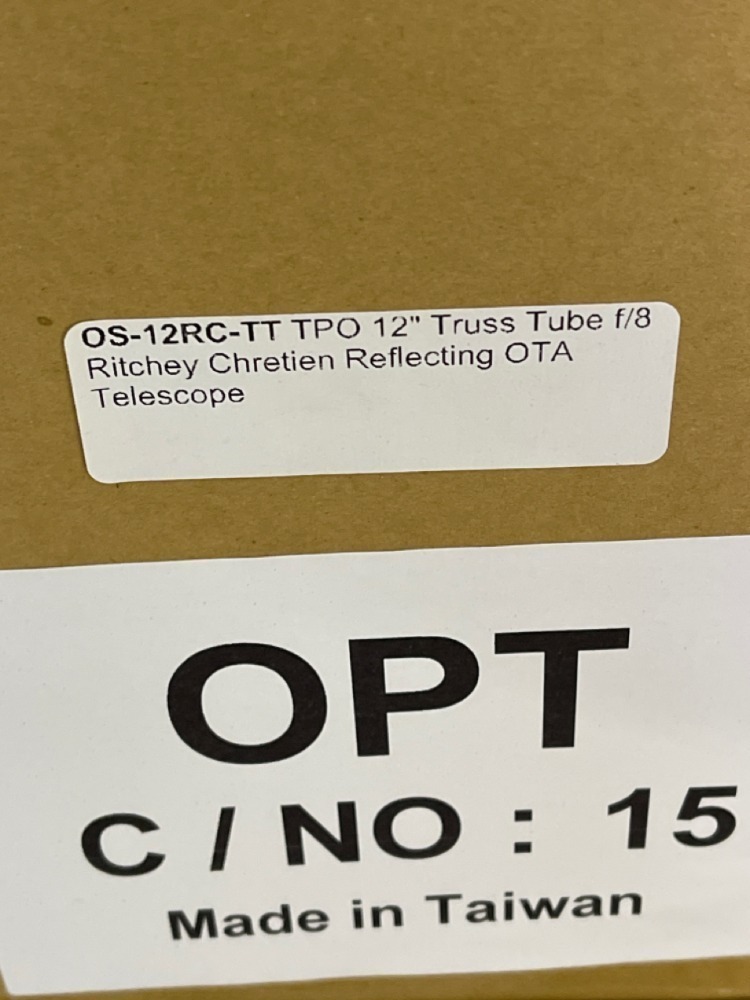 OS-12RC-TT TPO 12" Truss Tube f/8
Ritchey Chretien Reflecting OTA
Telescope
OPT
C / NO : 15
Made in Taiwan